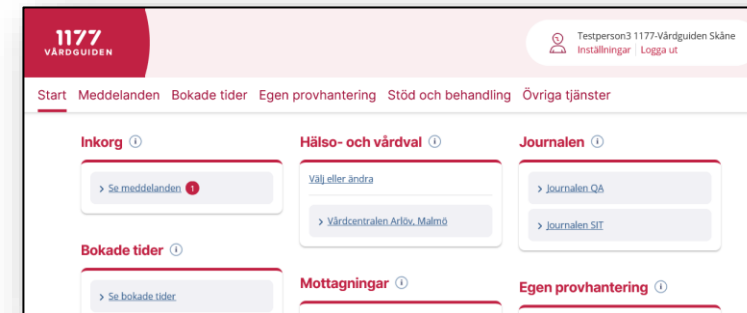 1177
VÅRDGUIDEN
Testperson3 1177-Vårdguiden Skåne
Inställningar Logga ut
Start Meddelanden Bokade tider Egen provhantering Stöd och behandling Övriga tjänster
Inkorg
Se meddelanden 1
Bokade tider
Se bokade tider
Hälso- och vårdval
Välj eller ändra
Vårdcentralen Arlöv, Malmö
Mottagningar
Journalen
Journalen QA
Journalen SIT
Egen provhantering